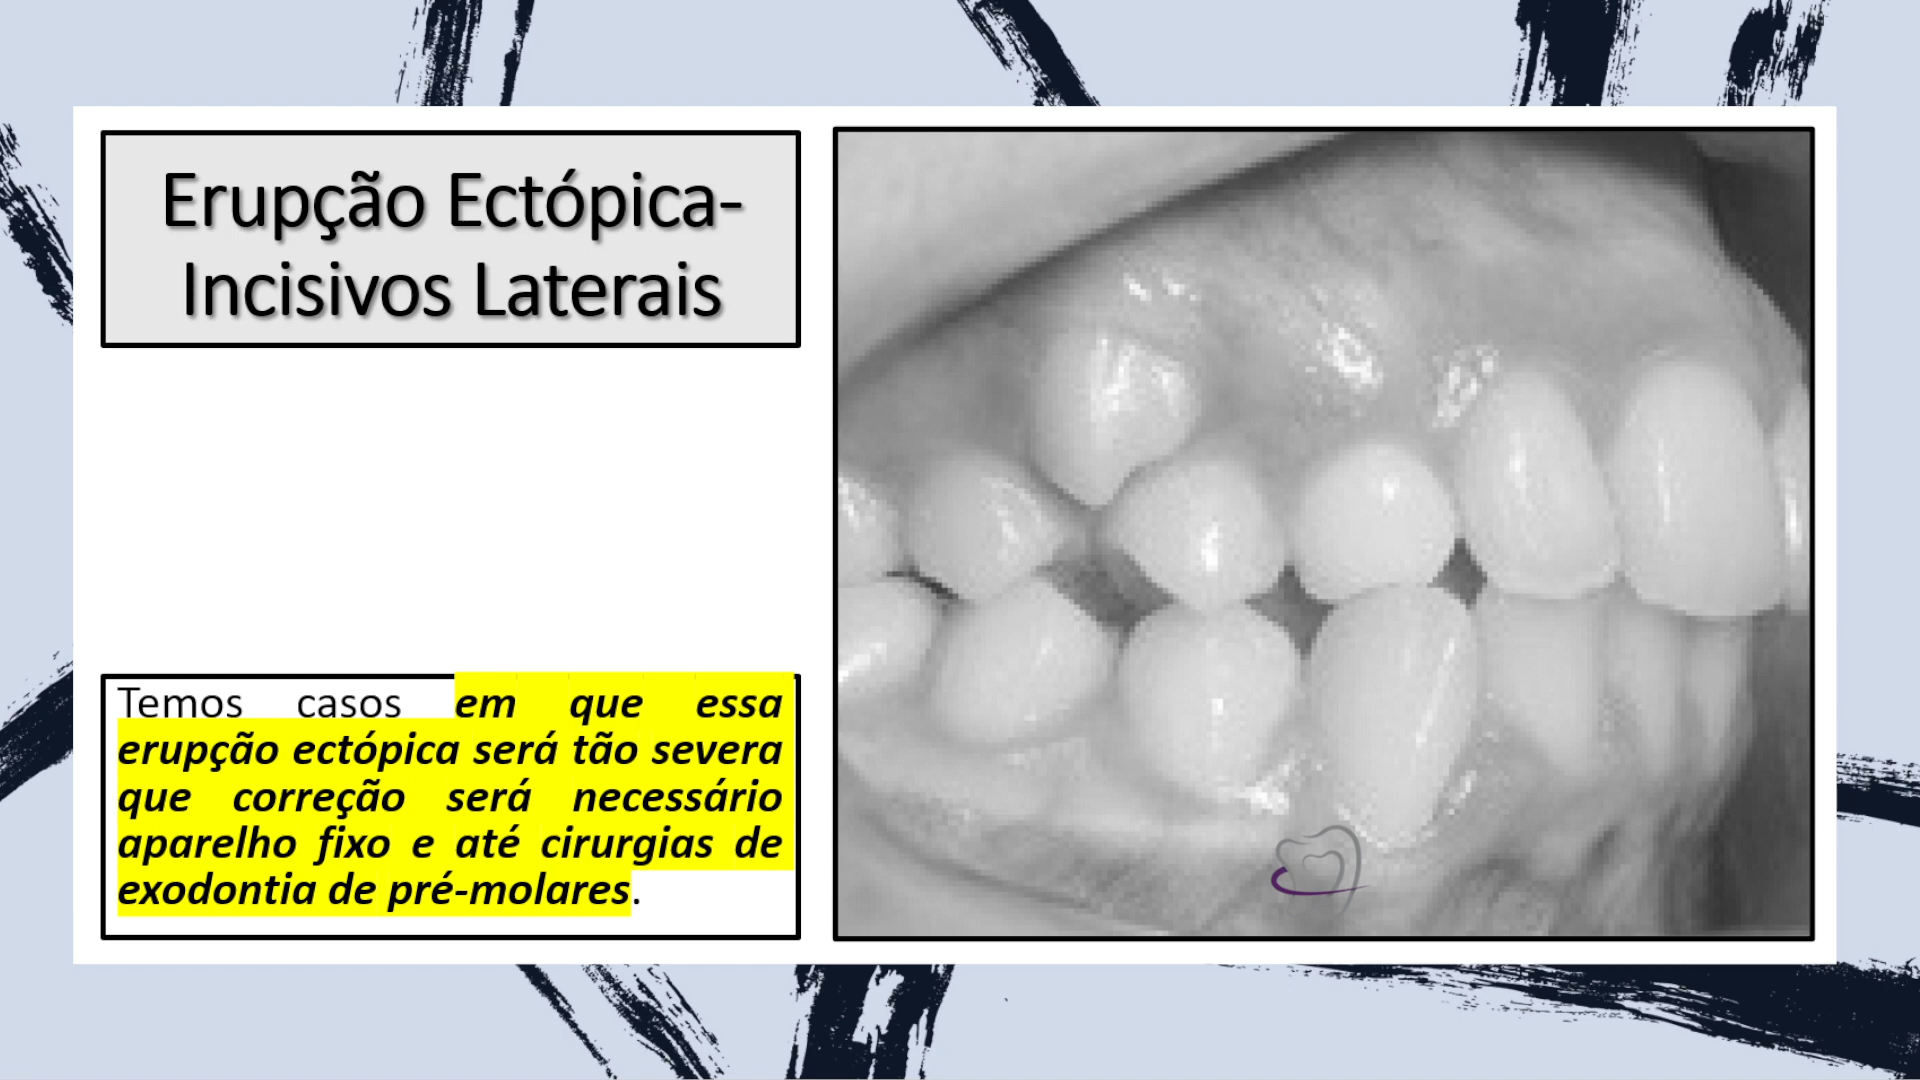 Erupção Ectópica-
Incisivos Laterais
Temos casos em que essa
erupção ectópica será tão severa
que correção será necessário
aparelho fixo e até cirurgias de
exodontia de pré-molares.